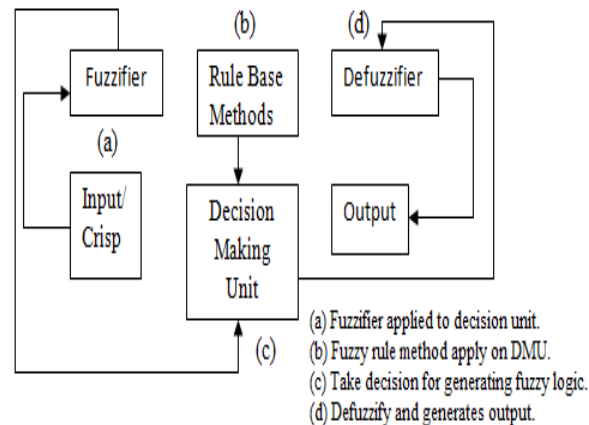 (b)
(d)
Fuzzifier
Rule Base
Methods
Defuzzifier
(a)
Input/
Crisp
Decision
Making
Unit
Output
(c)
(a) Fuzzifier applied to decision unit.
(b) Fuzzy rule method apply on DMU.
(c) Take decision for generating fuzzy logic.
(d) Defuzzify and generates output.